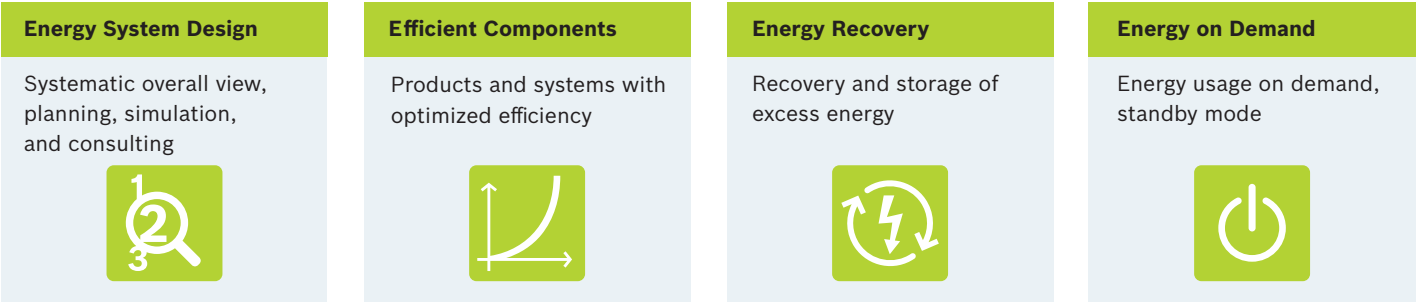 Energy System Design
Systematic overall view,
planning, simulation,
and consulting
1
2
3
Efficient Components
Products and systems with
optimized efficiency
Energy Recovery
Recovery and storage of
excess energy
Energy on Demand
Energy usage on demand,
standby mode